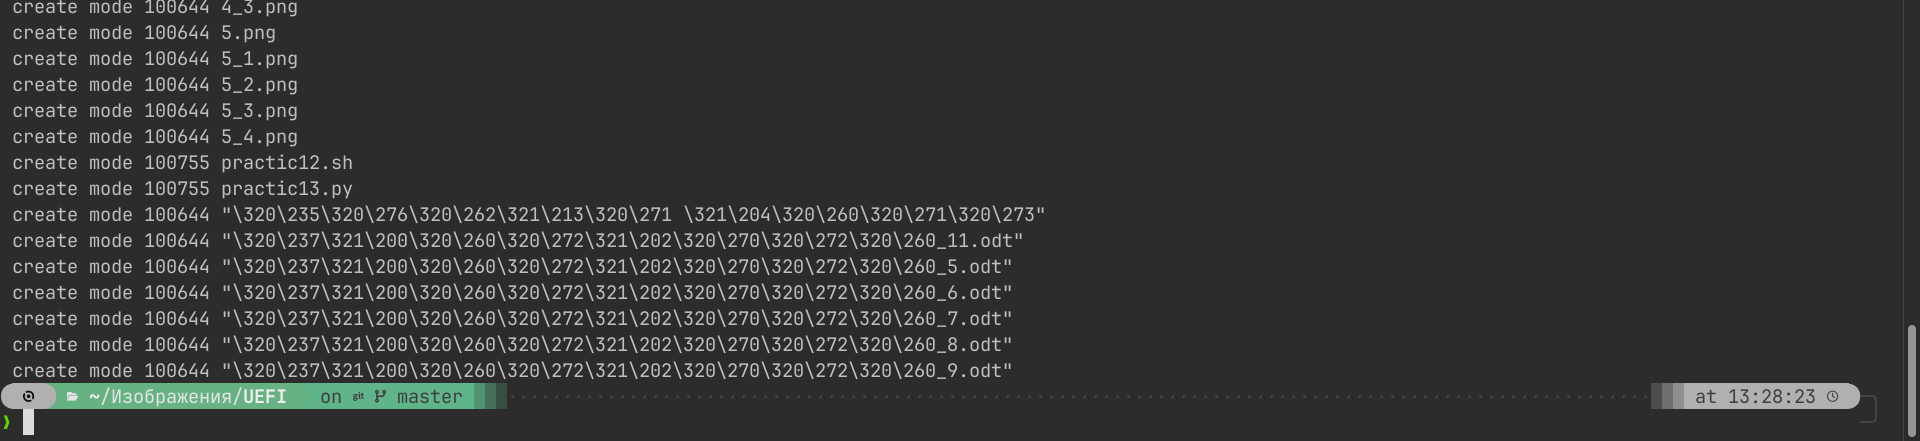 create mode 100644 4_3.png
create mode 100644 5.png
create mode 100644 5_1.png
create mode 100644 5_2.png
create mode 100644 5_3.png
create mode 100644 5_4.png
create mode 100755 practic12.sh
create mode 100755 practic13.py
create mode 100644 "\320\235\320\276\320\262\321\213\320\271 \321\204\320\260\320\271\320\273"
create mode 100644 "\320\237\321\200\320\260\320\272\321\202\320\270\320\272\320\260_11.odt"
create mode 100644 "\320\237\321\200\320\260\320\272\321\202\320\270\320\272\320\260_5.odt"
create mode 100644 "\320\237\321\200\320\260\320\272\321\202\320\270\320\272\320\260_6.odt"
create mode 100644 "\320\237\321\200\320\260\320\272\321\202\320\270\320\272\320\260_7.odt"
create mode 100644 "\320\237\321\200\320\260\320\272\321\202\320\270\320\272\320\260_8.odt"
create mode 100644 "\320\237\321\200\320\260\320\272\321\202\320\270\320\272\320\260_9.odt"
~/Изображения/UEFI on git master at 13:28:23
❯